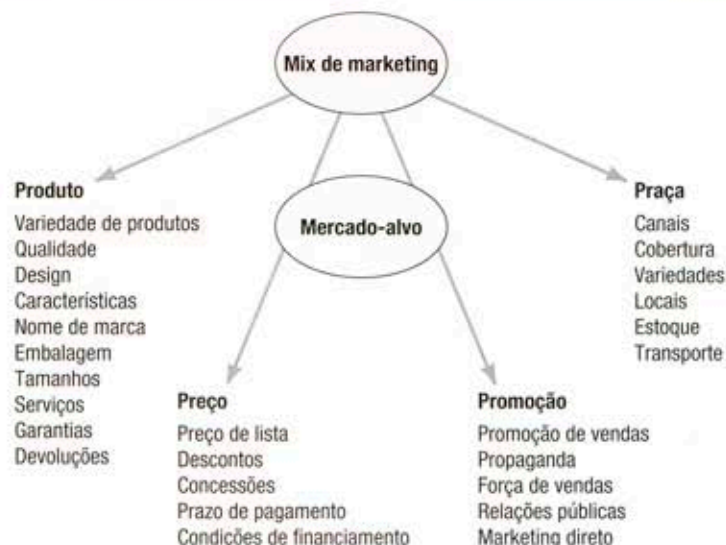 Mix de marketing
Mercado-alvo
Produto
Variedade de produtos
Qualidade
Design
Características
Nome de marca
Embalagem
Tamanhos
Serviços
Garantias
Devoluções
Preço
Preço de lista
Descontos
Concessões
Prazo de pagamento
Condições de financiamento
Promoção
Promoção de vendas
Propaganda
Força de vendas
Relações públicas
Marketing direto
Praça
Canais
Cobertura
Variedades
Locais
Estoque
Transporte